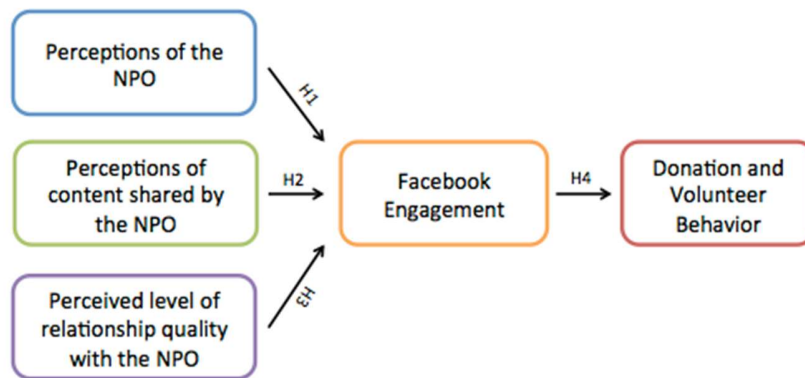 Perceptions of the
NPO
H1
Perceptions of
content shared by
the NPO
H2
Perceived level of
relationship quality
with the NPO
H3
Facebook
Engagement
H4
Donation and
Volunteer
Behavior